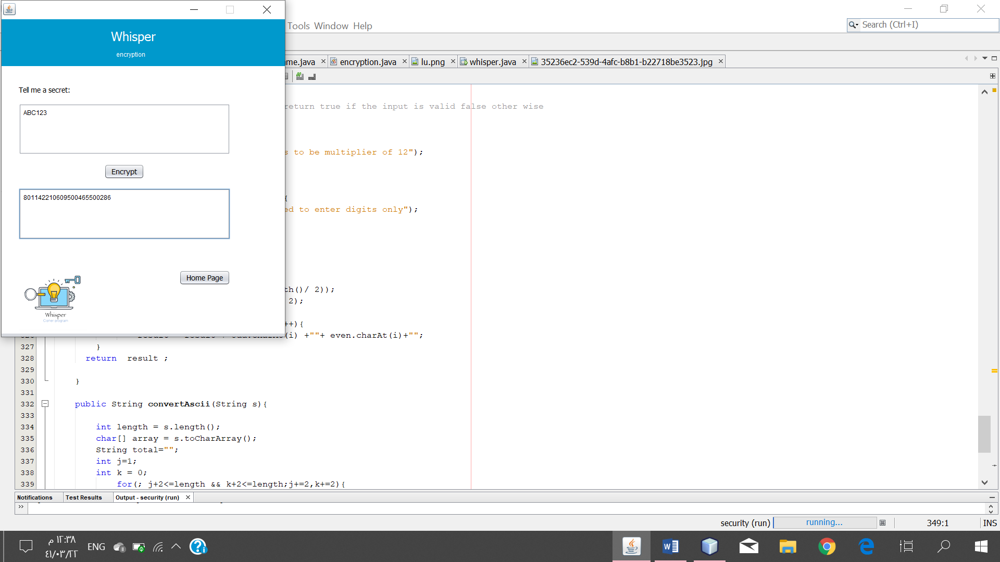 Whisper
encryption
Tell me a secret:
ABC123
Encrypt
801142210609500465500286
Home Page
Whisper
Tools Window Help
Search (Ctrl+I)
me.java
encryption.java
lu.png
whisper.java
35236ec2-539d-4afc-b8b1-b22718be3523.jpg
return true if the input is valid false other wise
s to be multiplier of 12");
{
ed to enter digits only");
th()/ 2));
2);
++){
(i) +""+ even.charAt(i)+"";
327 }
328 return result ;
329
330 }
331
332 public String convertAscii(String s){
333
334 int length = s.length();
335 char[] array = s.toCharArray();
336 String total="";
337 int j=1;
338 int k = 0;
339 for(; j+2<=length && k+2<=length;j+=2,k+=2){
Notifications
Test Results
Output - security (run)
security (run)
running...
349:1
INS
١٢:٣٨ م
٤١/٠٣/٢٢
ENG